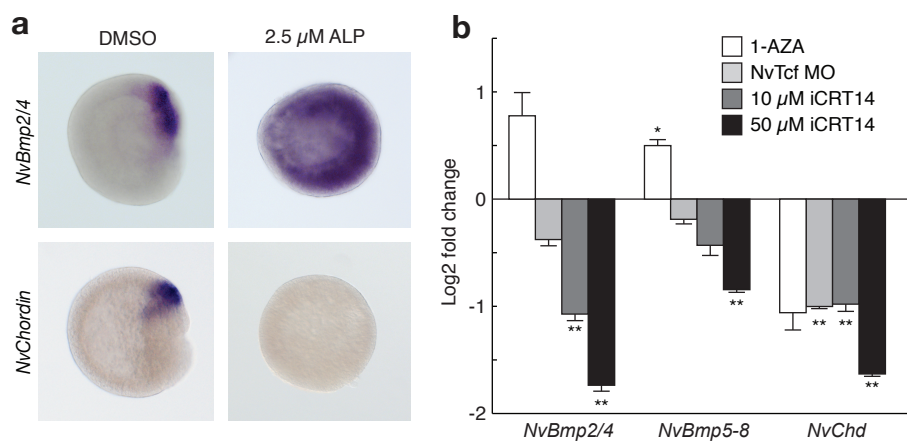 a
DMSO
2.5 µM ALP
NvBmp2/4
NvChordin
b
1-AZA
NvTcf MO
10 µM iCRT14
50 µM iCRT14
Log2 fold change
1
0
-1
-2
*
**
**
**
**
**
**
NvBmp2/4
NvBmp5-8
NvChd